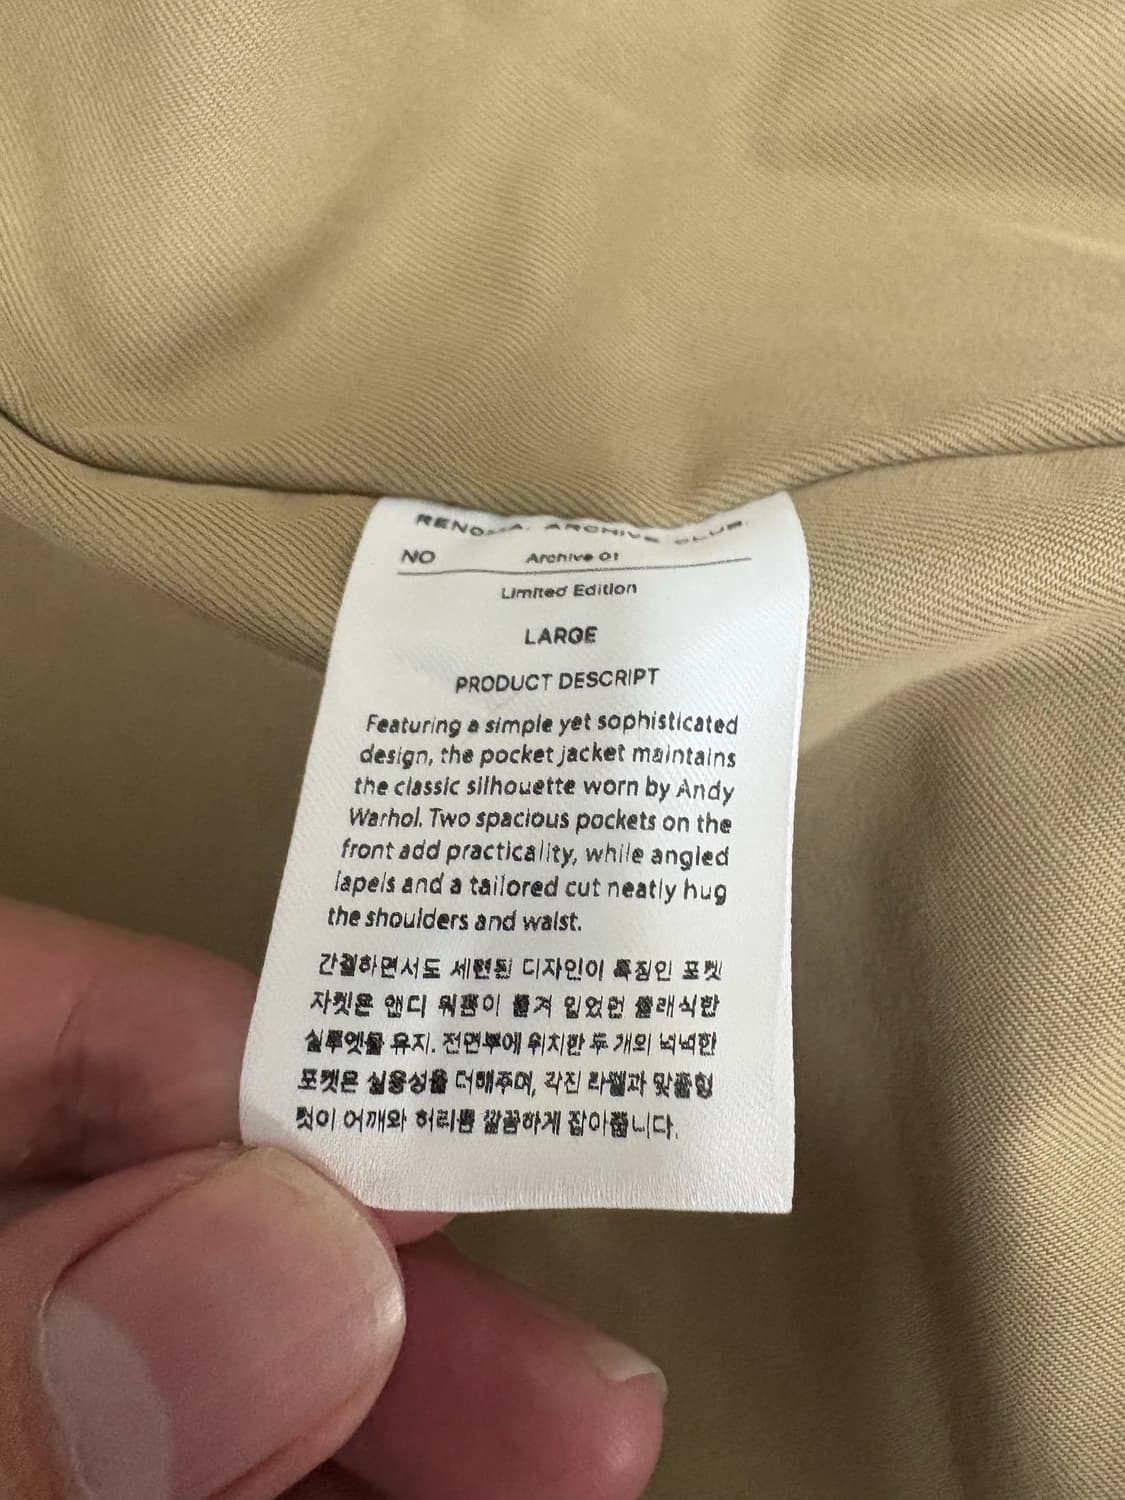 RENOMA. ARCHIVE CLUB.
NO Archive 01
Limited Edition
LARGE
PRODUCT DESCRIPT
Featuring a simple yet sophisticated
design, the pocket jacket maintains
the classic silhouette worn by Andy
Warhol. Two spacious pockets on the
front add practicality, while angled
lapels and a tailored cut neatly hug
the shoulders and waist.
간결하면서도 세련된 디자인이 특징인 포켓
자켓은 앤디 워홀이 즐겨 입었던 클래식한
실루엣을 유지. 전면부에 위치한 두 개의 넉넉한
포켓은 실용성을 더해주며, 각진 라펠과 맞춤형
컷이 어깨와 허리를 깔끔하게 잡아줍니다.